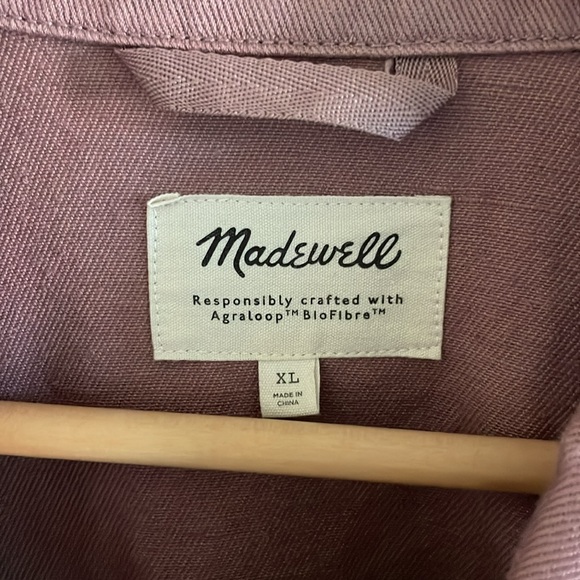 Madewell
Responsibly crafted with
Agraloop™ BioFibre™
XL
MADE IN
CHINA